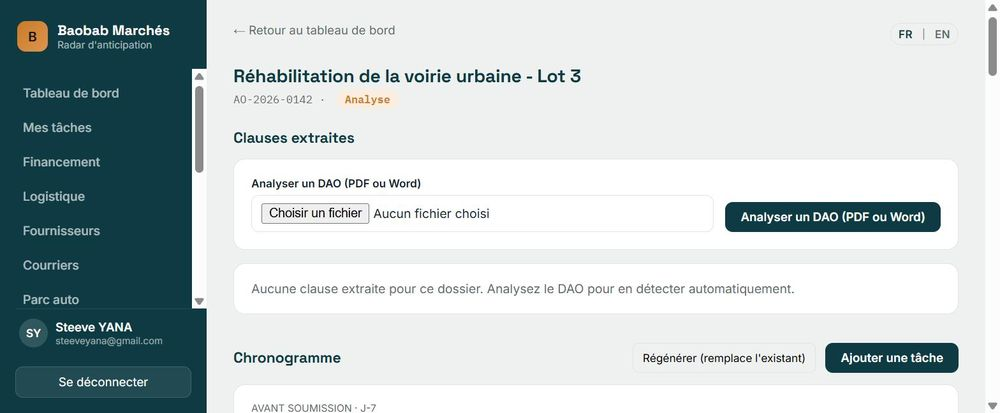 B
Baobab Marchés
Radar d'anticipation
Tableau de bord
Mes tâches
Financement
Logistique
Fournisseurs
Courriers
Parc auto
SY
Steeve YANA
steeveyana@gmail.com
Se déconnecter
← Retour au tableau de bord
FR | EN
Réhabilitation de la voirie urbaine - Lot 3
AO-2026-0142 · Analyse
Clauses extraites
Analyser un DAO (PDF ou Word)
Choisir un fichier Aucun fichier choisi
Analyser un DAO (PDF ou Word)
Aucune clause extraite pour ce dossier. Analysez le DAO pour en détecter automatiquement.
Chronogramme
Régénérer (remplace l'existant)
Ajouter une tâche
AVANT SOUMISSION · J-7